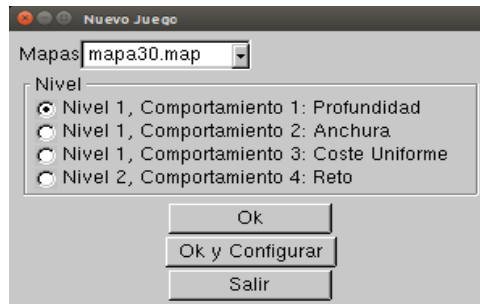 Nuevo Juego
Mapas mapa30.map
Nivel
Nivel 1, Comportamiento 1: Profundidad
Nivel 1, Comportamiento 2: Anchura
Nivel 1, Comportamiento 3: Coste Uniforme
Nivel 2, Comportamiento 4: Reto
Ok
Ok y Configurar
Salir